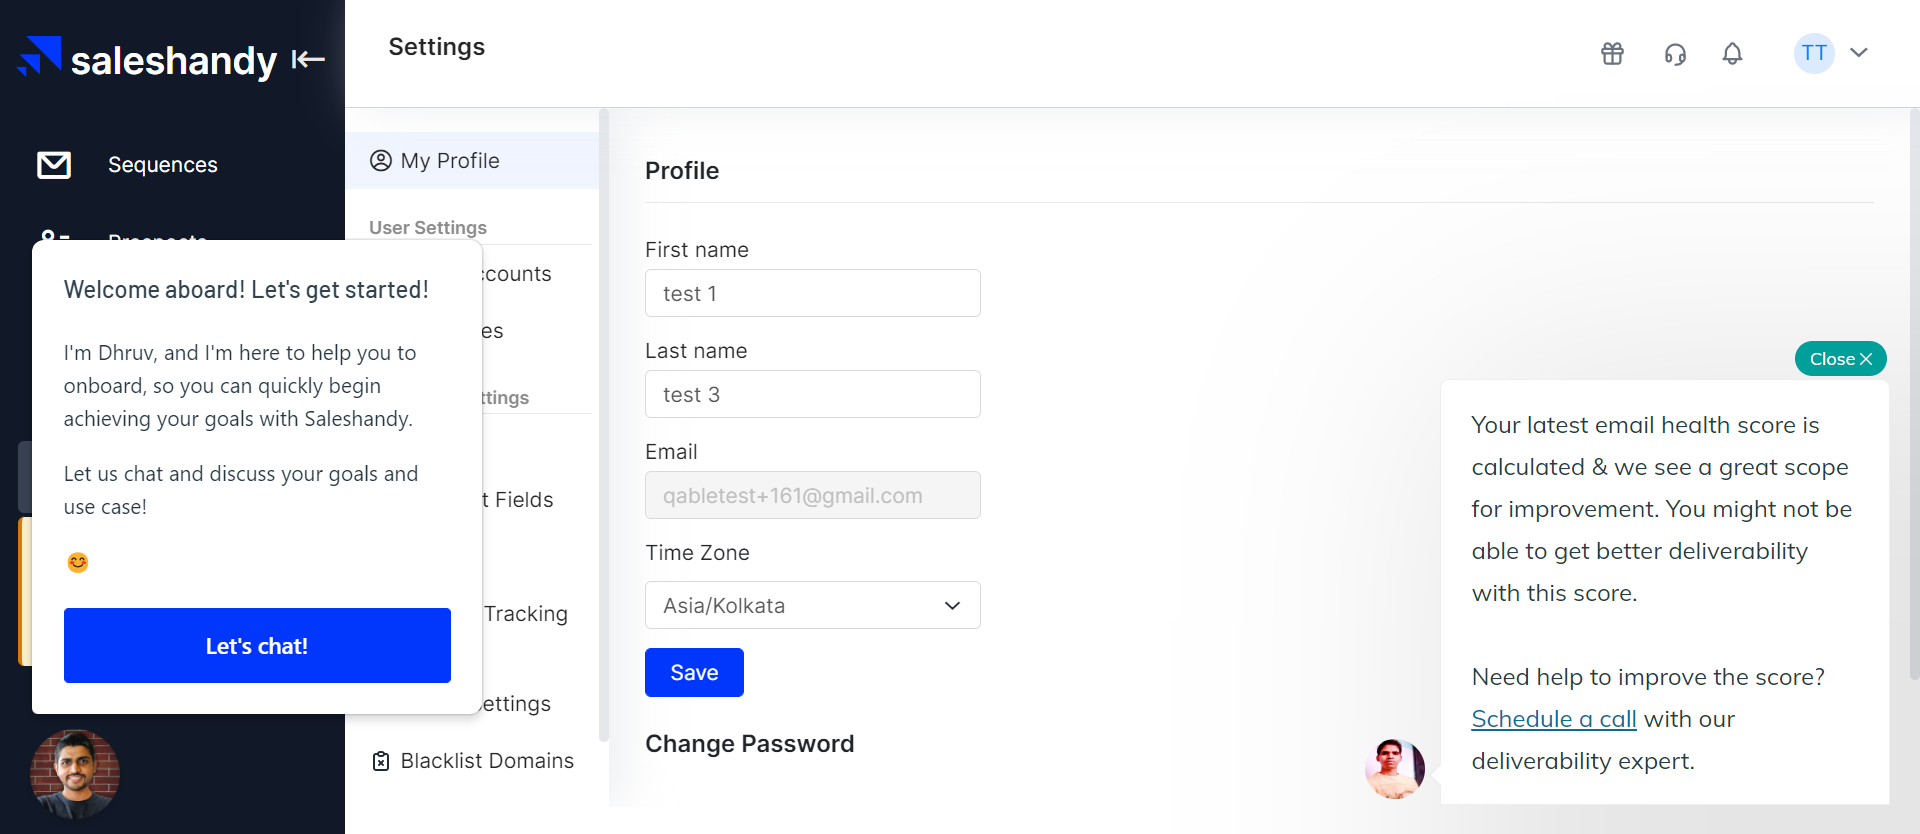 saleshandy
Settings
TT
Sequences
My Profile
User Settings
Profile
First name
test 1
Last name
test 3
Email
qabletest+161@gmail.com
Time Zone
Asia/Kolkata
Save
Change Password
t Fields
Tracking
Blacklist Domains
Welcome aboard! Let's get started!
I'm Dhruv, and I'm here to help you to
onboard, so you can quickly begin
achieving your goals with Saleshandy.
Let us chat and discuss your goals and
use case!
Let's chat!
Close
Your latest email health score is
calculated & we see a great scope
for improvement. You might not be
able to get better deliverability
with this score.
Need help to improve the score?
Schedule a call with our
deliverability expert.